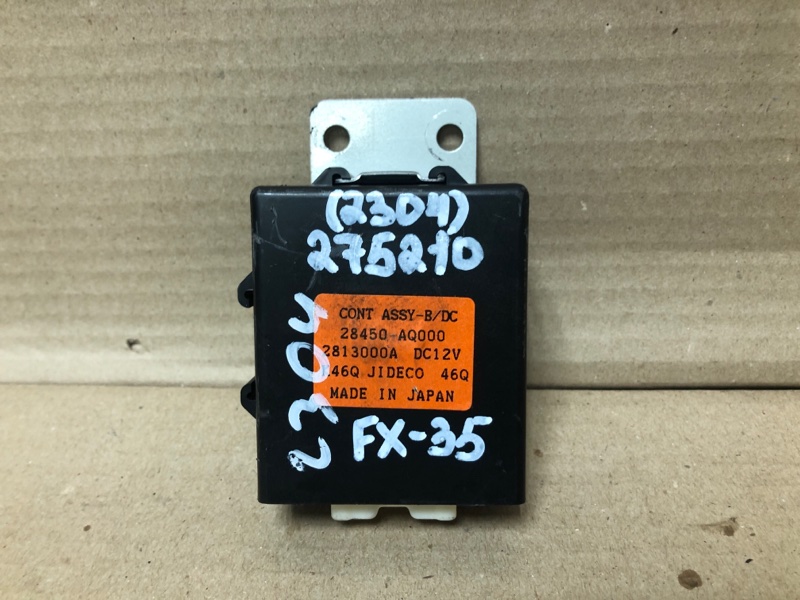 (2304)
275210
CONT ASSY-B/DC
28450-AQ000
2813000A DC12V
46Q JIDECO 46Q
MADE IN JAPAN
2304
FX-35